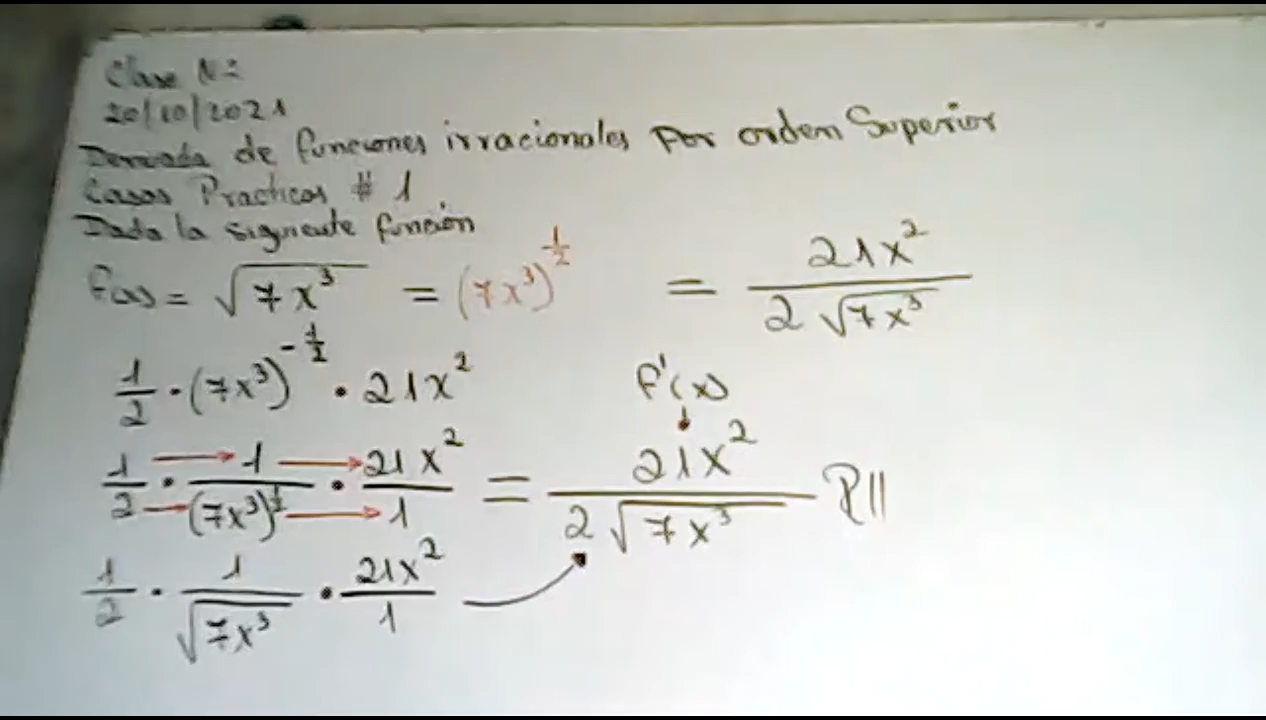 Clase N:
20/10/2021
Derivada de funciones irracionales por orden Superior
Casos Practicos # 1
Dada la siguiente función
f(x) = √7x³ = (7x³)^1/2 = 21x² / 2√7x³
1/2 · (7x³)^-1/2 · 21x²
f'(x)
1/2 · 1/(7x³)^1/2 · 21x²/1 = 21x² / 2√7x³ R//
1/2 · 1/√7x³ · 21x²/1